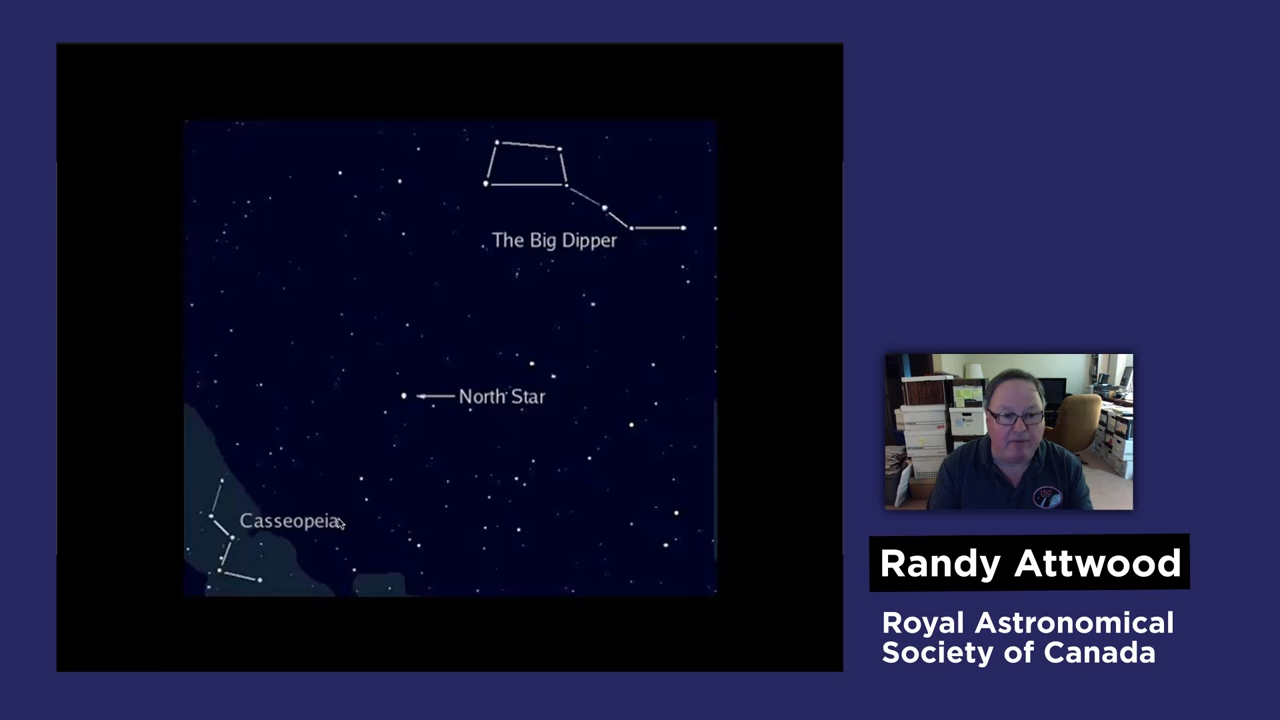 The Big Dipper
North Star
Casseopeia
Randy Attwood
Royal Astronomical
Society of Canada